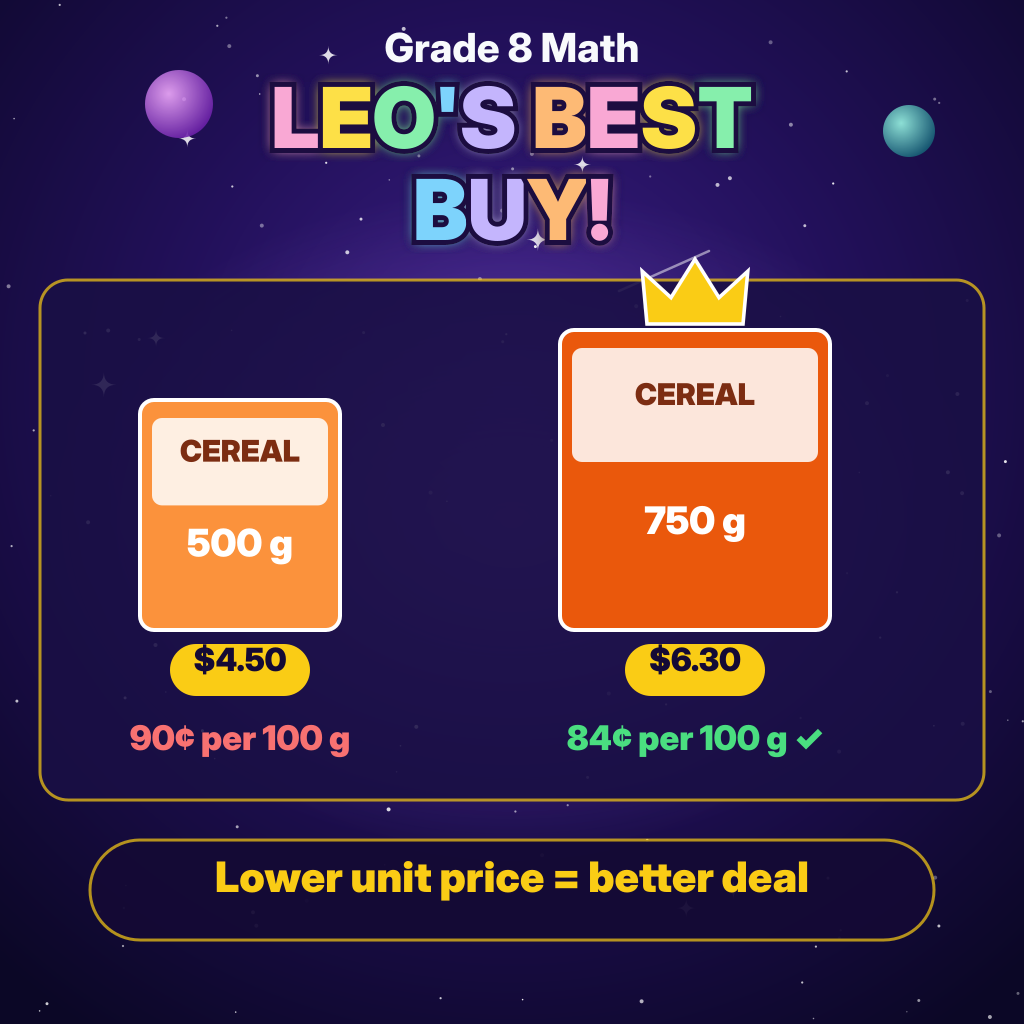 Grade 8 Math
LEO'S BEST
BUY!
CEREAL
500 g
$4.50
90¢ per 100 g
CEREAL
750 g
$6.30
84¢ per 100 g ✓
Lower unit price = better deal